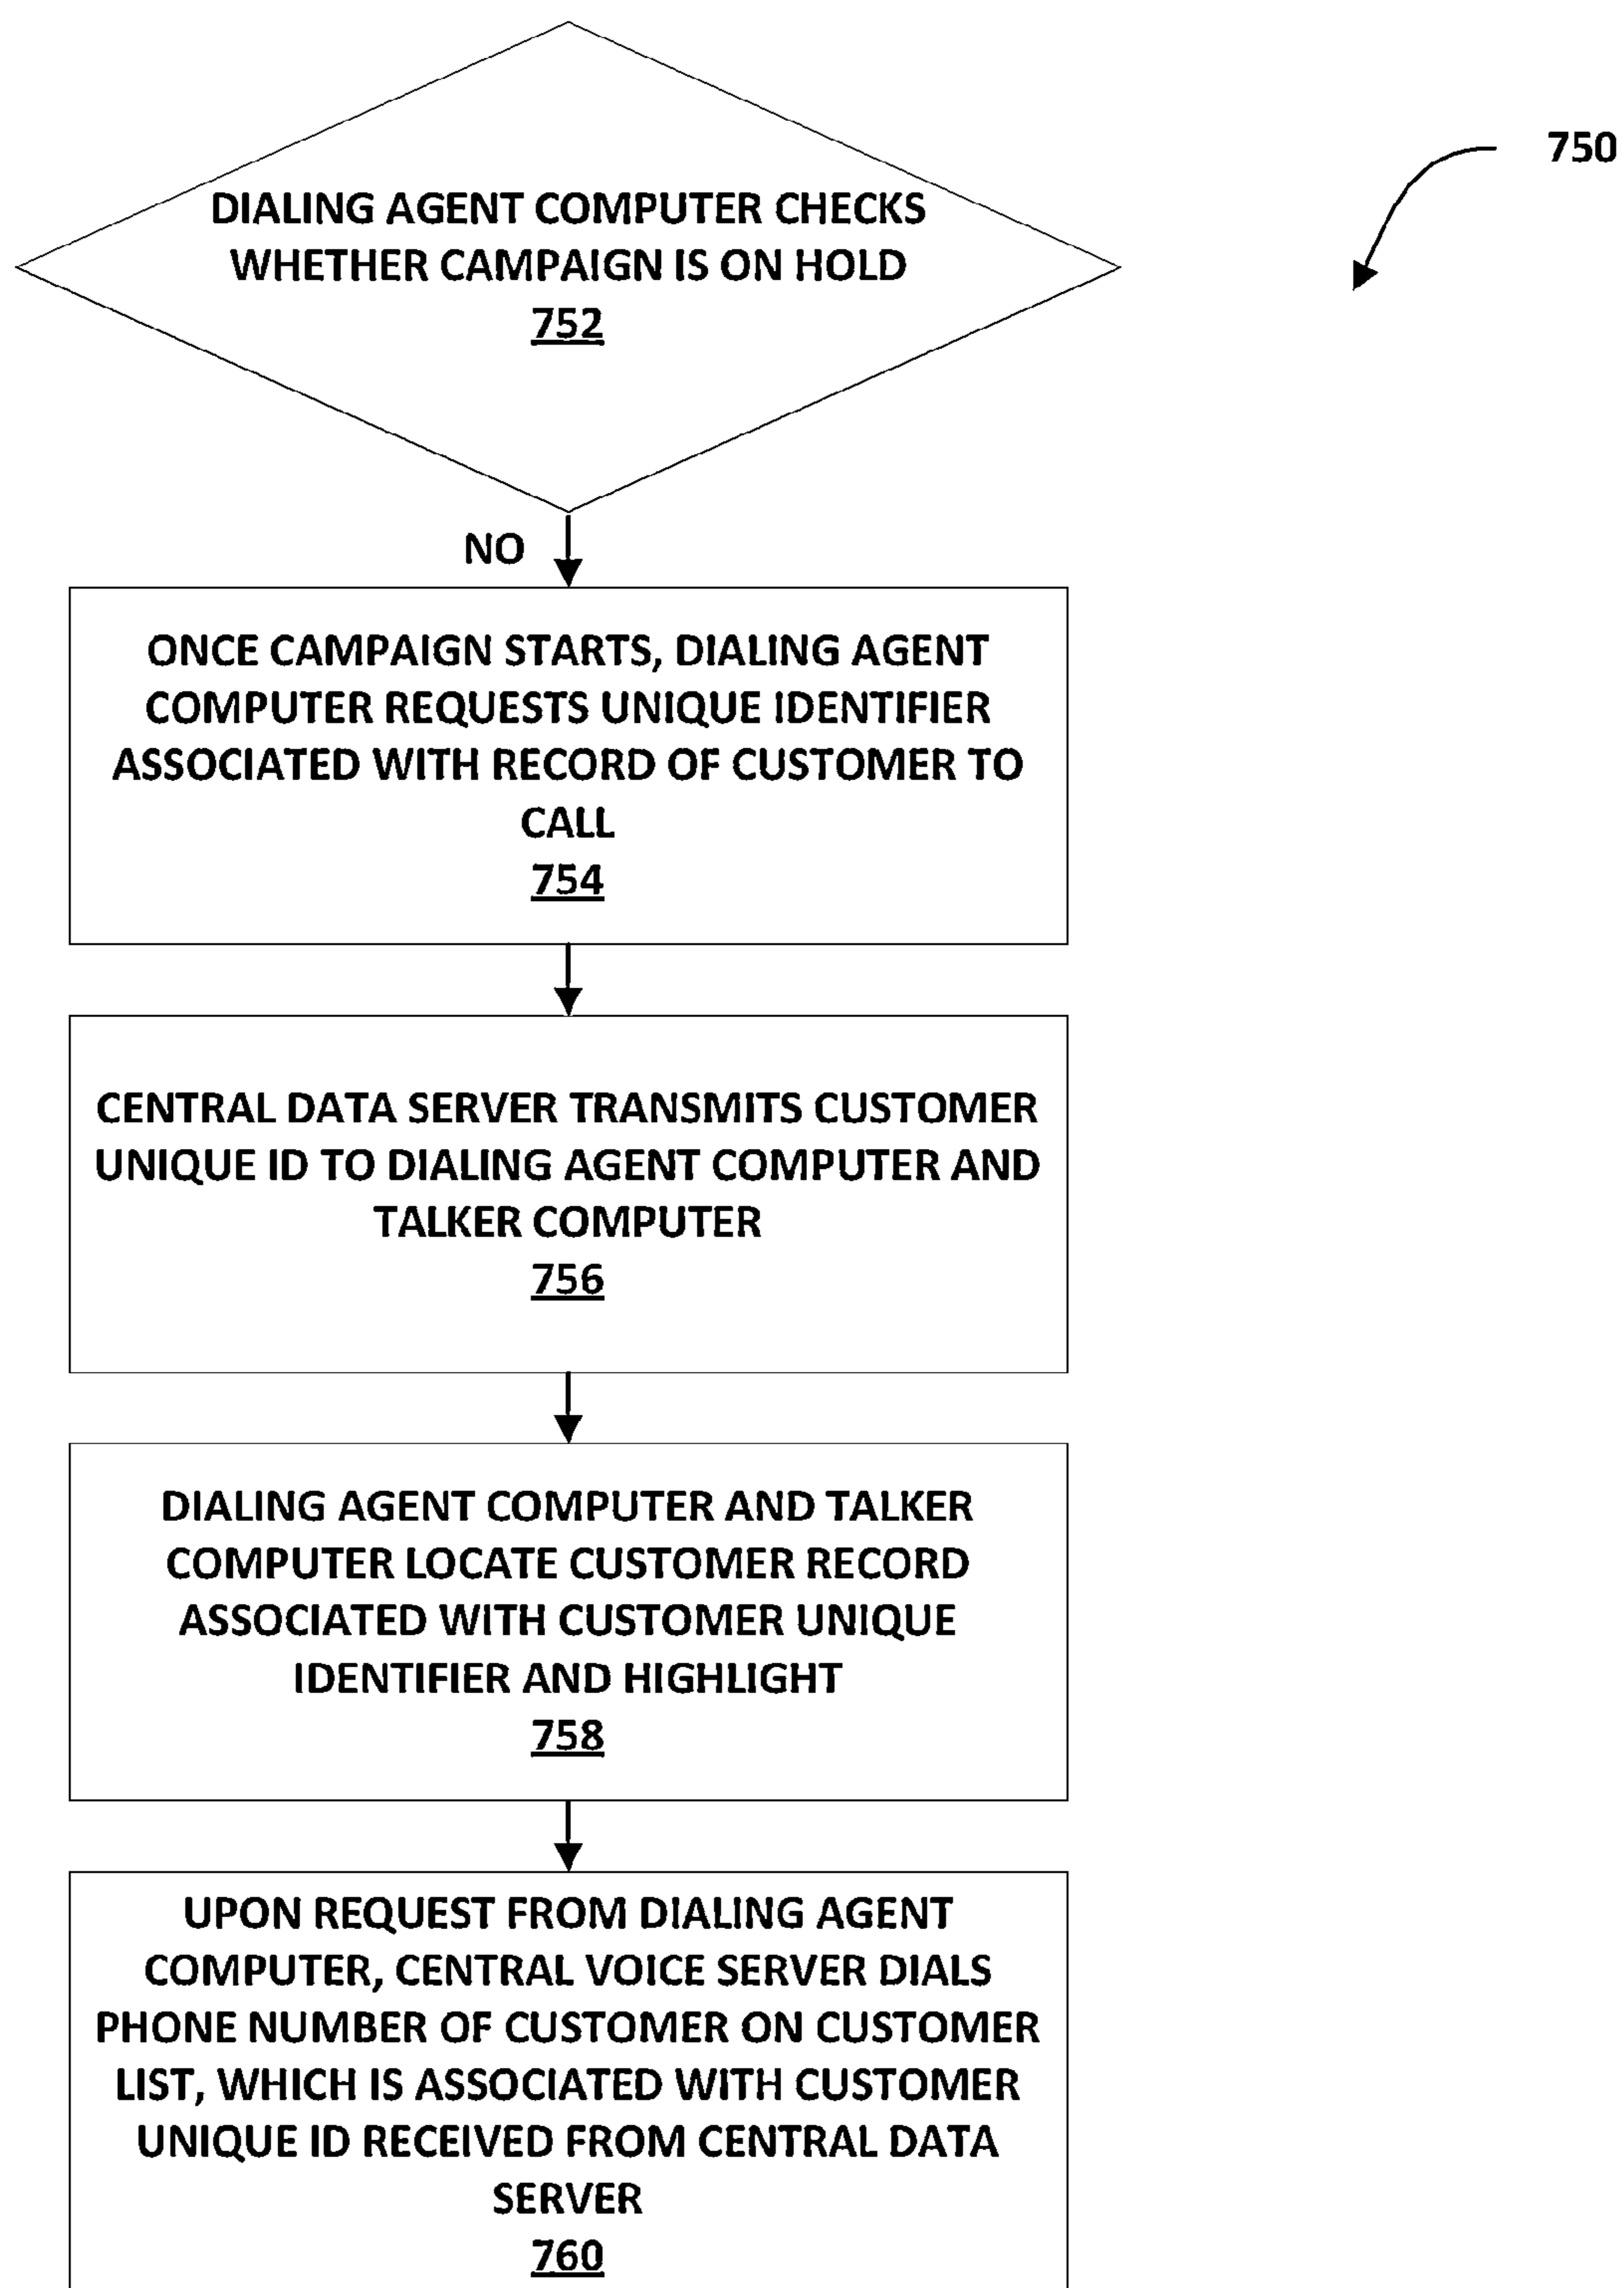 750
DIALING AGENT COMPUTER CHECKS
WHETHER CAMPAIGN IS ON HOLD
752
NO
ONCE CAMPAIGN STARTS, DIALING AGENT
COMPUTER REQUESTS UNIQUE IDENTIFIER
ASSOCIATED WITH RECORD OF CUSTOMER TO
CALL
754
CENTRAL DATA SERVER TRANSMITS CUSTOMER
UNIQUE ID TO DIALING AGENT COMPUTER AND
TALKER COMPUTER
756
DIALING AGENT COMPUTER AND TALKER
COMPUTER LOCATE CUSTOMER RECORD
ASSOCIATED WITH CUSTOMER UNIQUE
IDENTIFIER AND HIGHLIGHT
758
UPON REQUEST FROM DIALING AGENT
COMPUTER, CENTRAL VOICE SERVER DIALS
PHONE NUMBER OF CUSTOMER ON CUSTOMER
LIST, WHICH IS ASSOCIATED WITH CUSTOMER
UNIQUE ID RECEIVED FROM CENTRAL DATA
SERVER
760